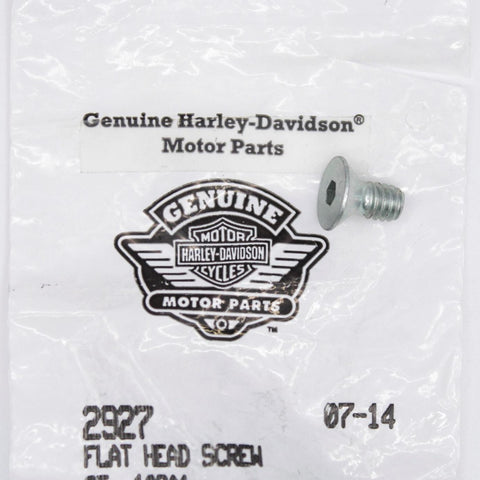 Genuine Harley-Davidson®
Motor Parts
GENUINE
MOTOR
HARLEY-DAVIDSON
CYCLES
MOTOR PARTS
™
2927 07-14
FLAT HEAD SCREW